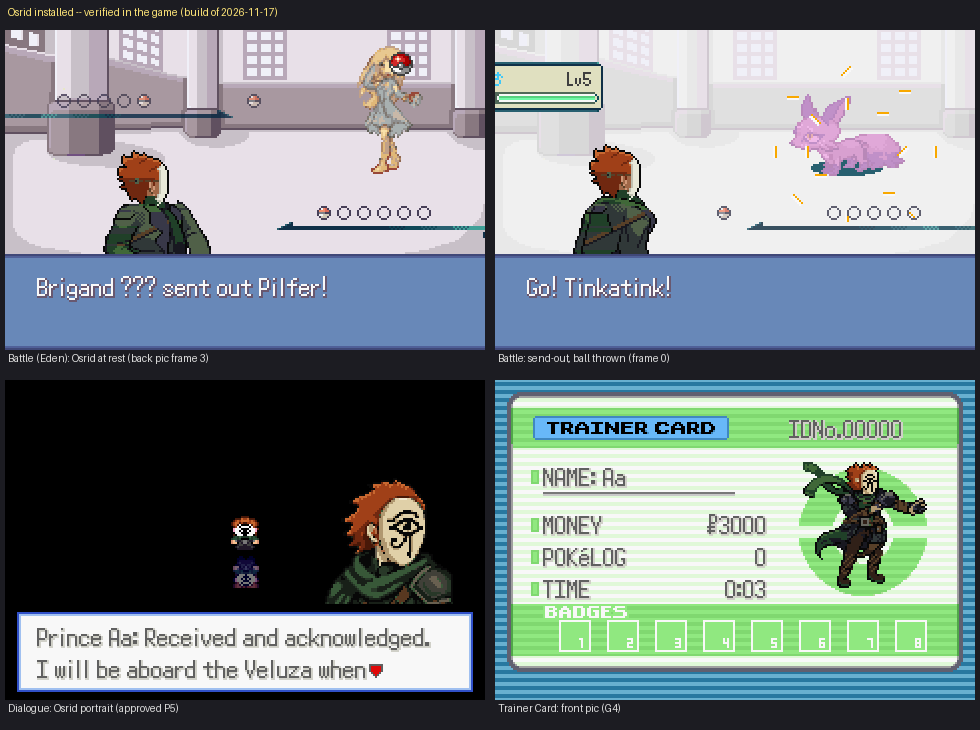 Osrid installed -- verified in the game (build of 2026-11-17)
Lv5
Brigand ??? sent out Pilfer!
Go! Tinkatink!
Battle (Eden): Osrid at rest (back pic frame 3)
Battle: send-out, ball thrown (frame 0)
TRAINER CARD
IDNo.00000
NAME: Aa
MONEY ₽3000
POKéLOG 0
TIME 0:03
BADGES
1 2 3 4 5 6 7 8
Prince Aa: Received and acknowledged.
I will be aboard the Veluza when
Dialogue: Osrid portrait (approved P5)
Trainer Card: front pic (G4)